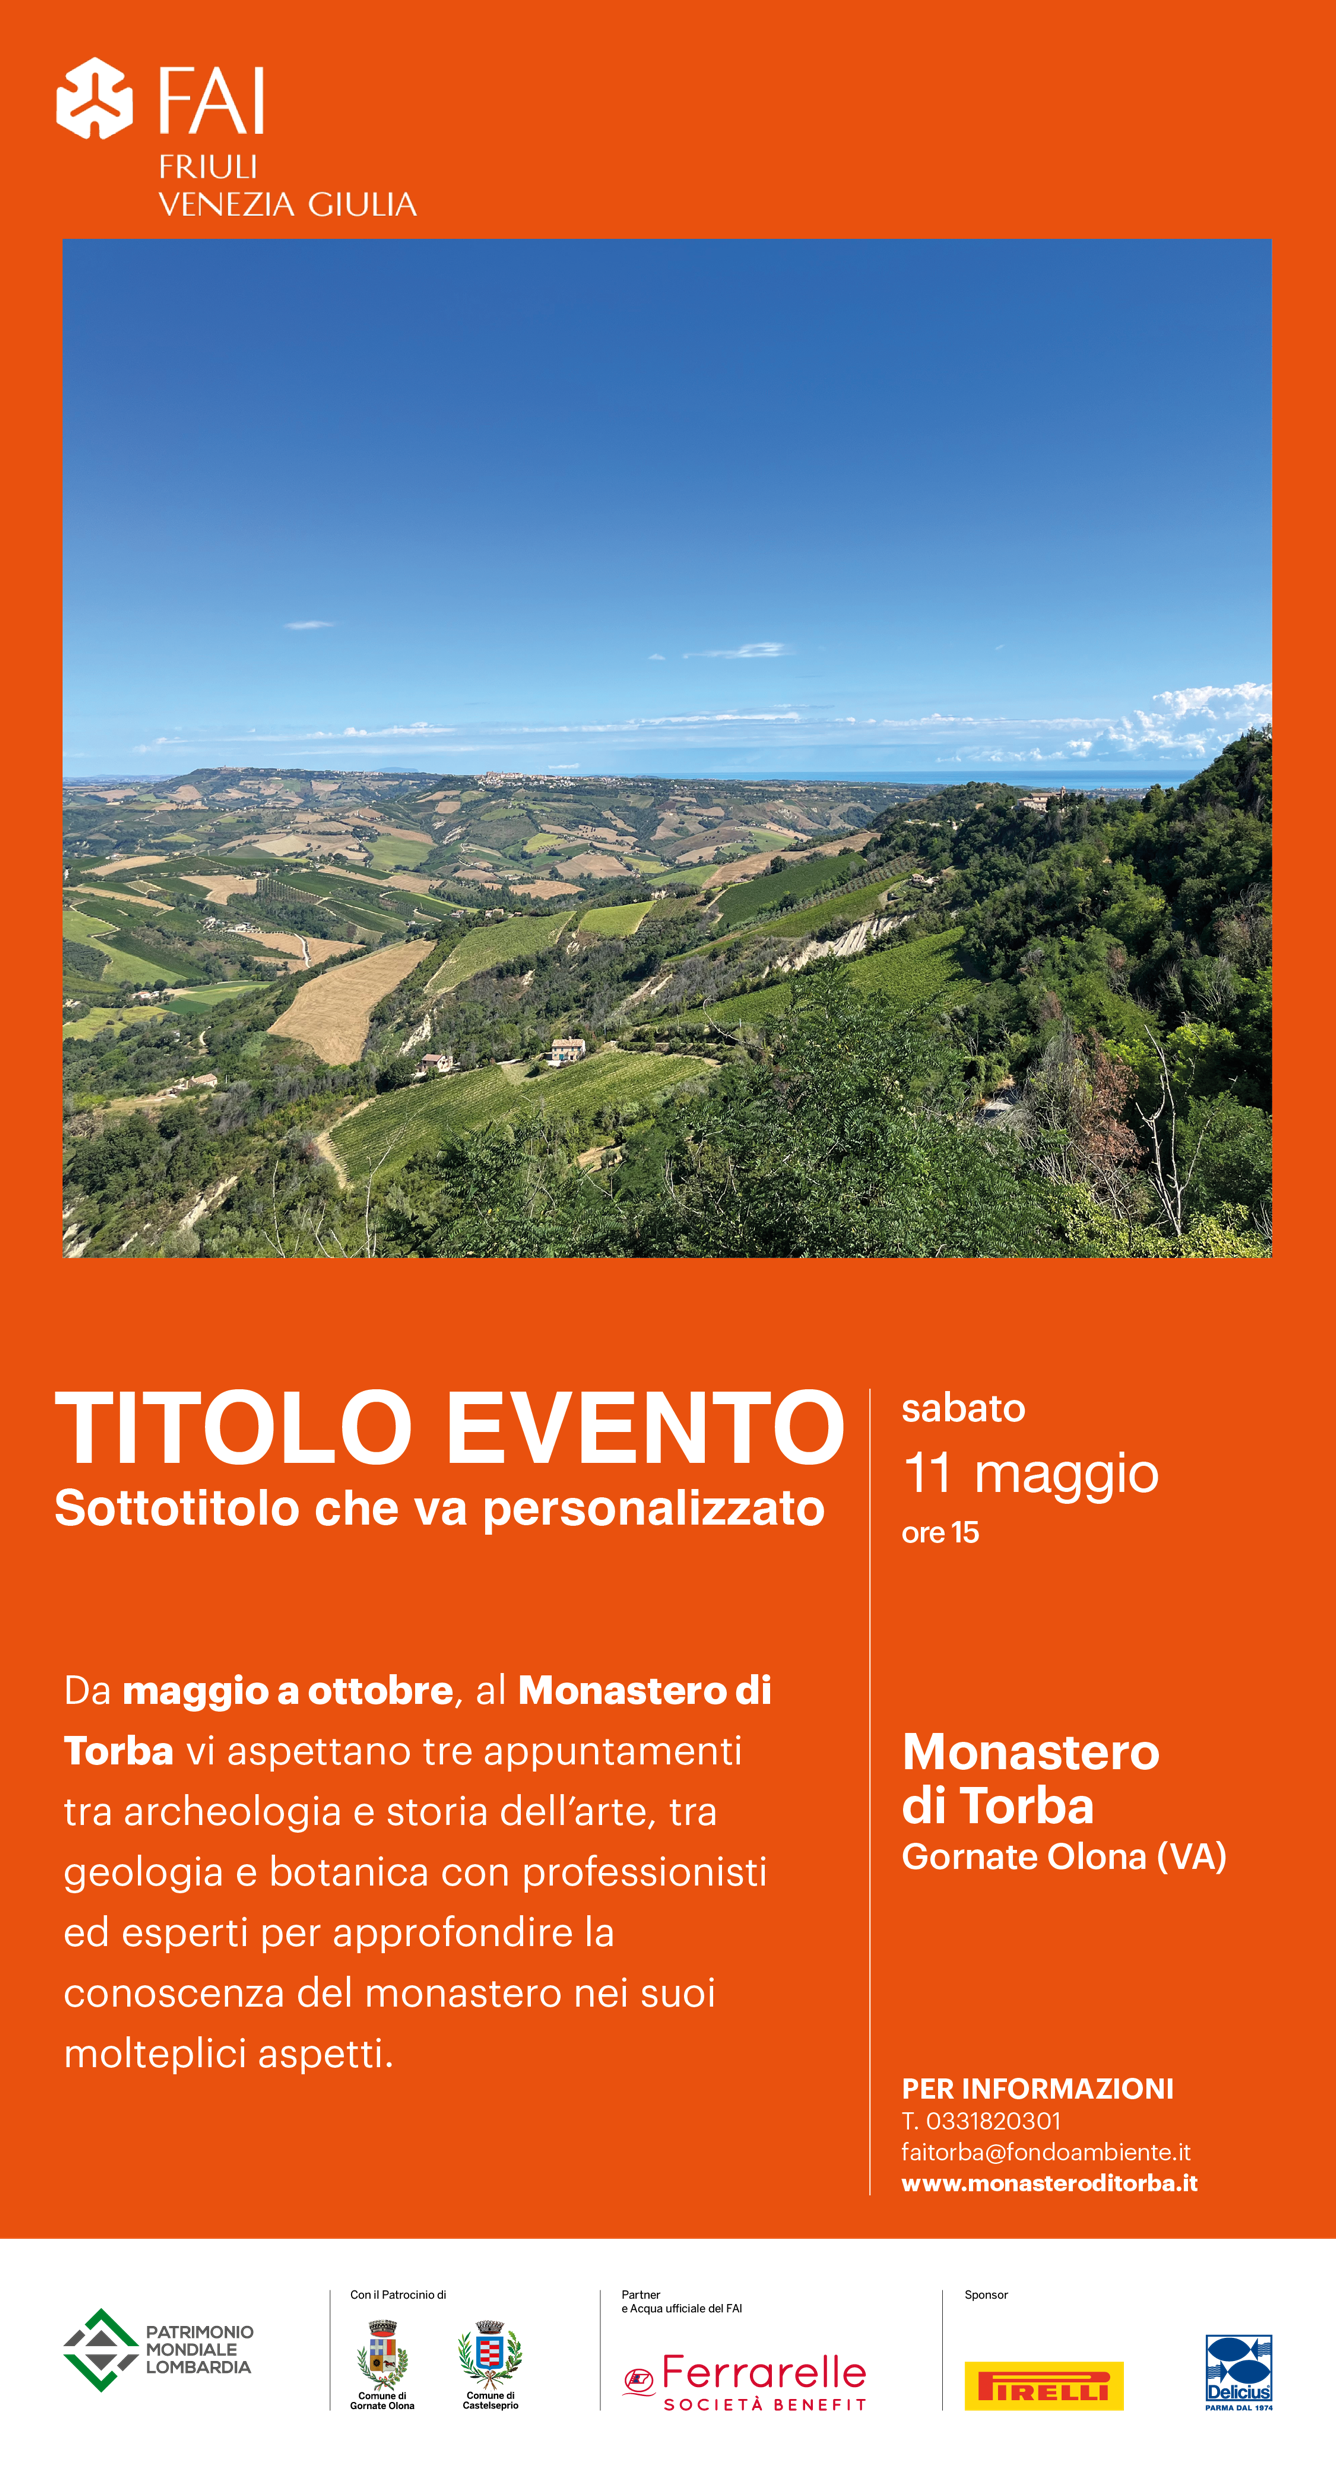 FAI
FRIULI
VENEZIA GIULIA
TITOLO EVENTO
Sottotitolo che va personalizzato
sabato
11 maggio
ore 15
Da maggio a ottobre, al Monastero di
Torba vi aspettano tre appuntamenti
tra archeologia e storia dell’arte, tra
geologia e botanica con professionisti
ed esperti per approfondire la
conoscenza del monastero nei suoi
molteplici aspetti.
Monastero
di Torba
Gornate Olona (VA)
PER INFORMAZIONI
T. 0331820301
faitorba@fondoambiente.it
www.monasteroditorba.it
PATRIMONIO
MONDIALE
LOMBARDIA
Con il Patrocinio di
Comune di
Gornate Olona
Comune di
Castelseprio
Partner
e Acqua ufficiale del FAI
Ferrarelle
SOCIETÀ BENEFIT
Sponsor
PIRELLI
Delicius
PARMA DAL 1974